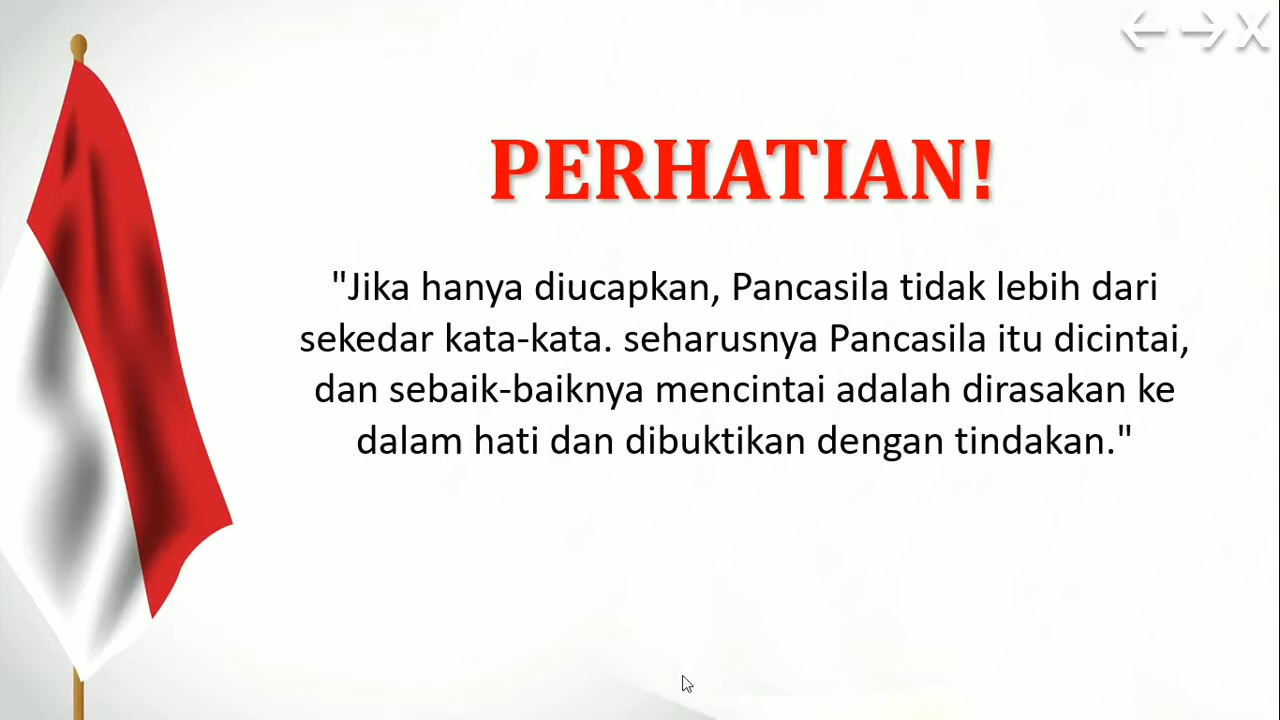 PERHATIAN!
"Jika hanya diucapkan, Pancasila tidak lebih dari
sekedar kata-kata. seharusnya Pancasila itu dicintai,
dan sebaik-baiknya mencintai adalah dirasakan ke
dalam hati dan dibuktikan dengan tindakan."